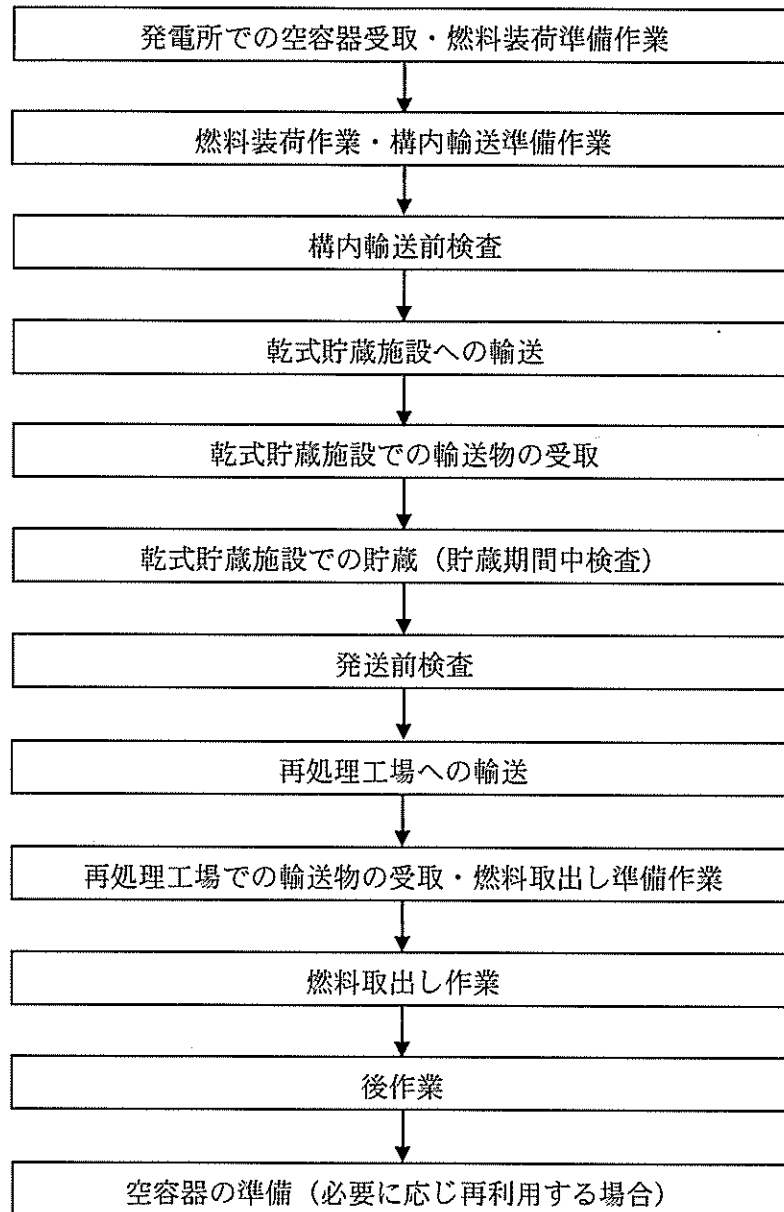 発電所での空容器受取・燃料装荷準備作業
燃料装荷作業・構内輸送準備作業
構内輸送前検査
乾式貯蔵施設への輸送
乾式貯蔵施設での輸送物の受取
乾式貯蔵施設での貯蔵（貯蔵期間中検査）
発送前検査
再処理工場への輸送
再処理工場での輸送物の受取・燃料取出し準備作業
燃料取出し作業
後作業
空容器の準備（必要に応じ再利用する場合）